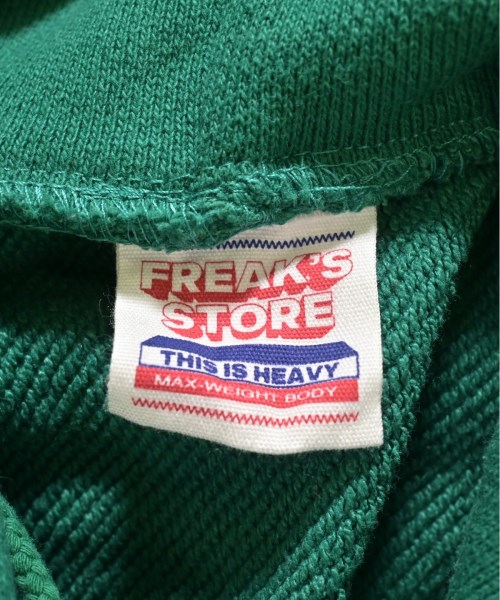 FREAK'S
STORE
THIS IS HEAVY
MAX-WEIGHT BODY